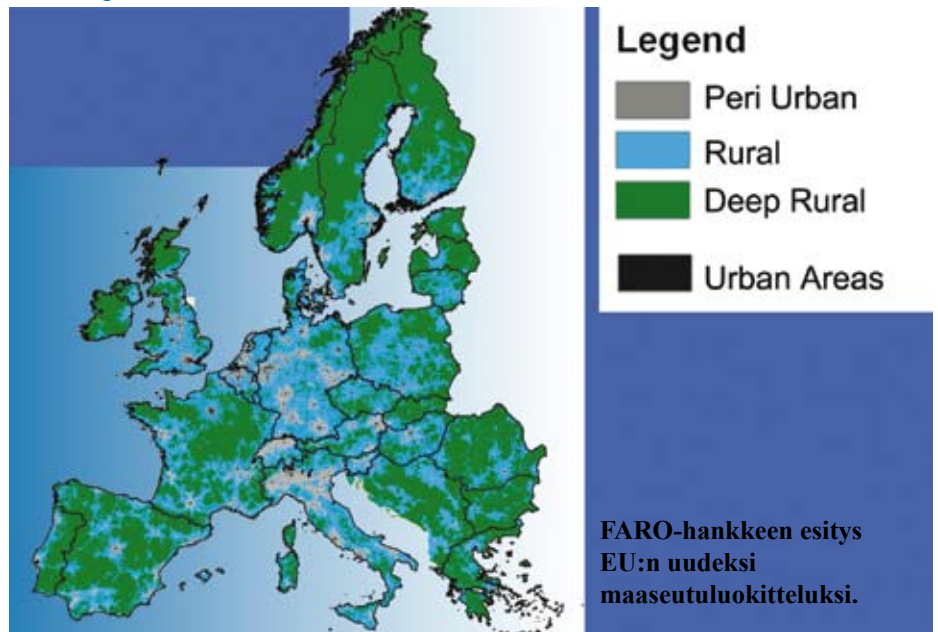 Legend
Peri Urban
Rural
Deep Rural
Urban Areas
FARO-hankkeen esitys
EU:n uudeksi
maaseutuluokitteluksi.